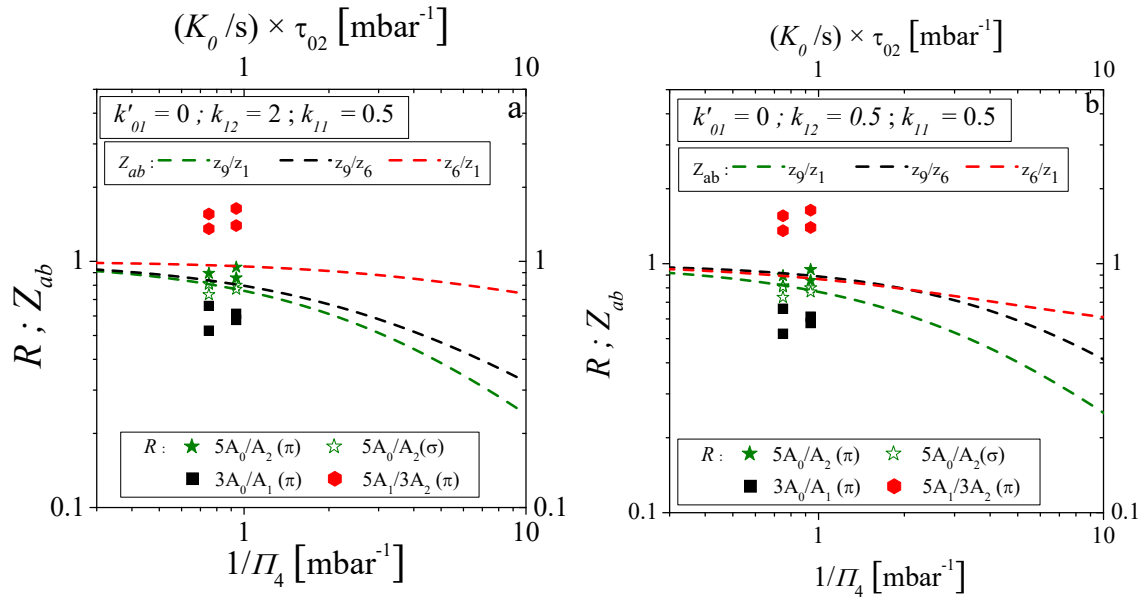 (K0 /s) × τ02 [mbar-1]
1
10
k'01 = 0 ; k12 = 2 ; k11 = 0.5
a
Zab : z9/z1 z9/z6 z6/z1
1
1
R ; Zab
R : 5A0/A2 (π) 5A0/A2(σ)
3A0/A1 (π) 5A1/3A2 (π)
0.1
0.1
1
10
1/Π4 [mbar-1]
(K0 /s) × τ02 [mbar-1]
1
10
k'01 = 0 ; k12 = 0.5 ; k11 = 0.5
b
Zab : z9/z1 z9/z6 z6/z1
1
1
R ; Zab
R : 5A0/A2 (π) 5A0/A2(σ)
3A0/A1 (π) 5A1/3A2 (π)
0.1
0.1
1
10
1/Π4 [mbar-1]